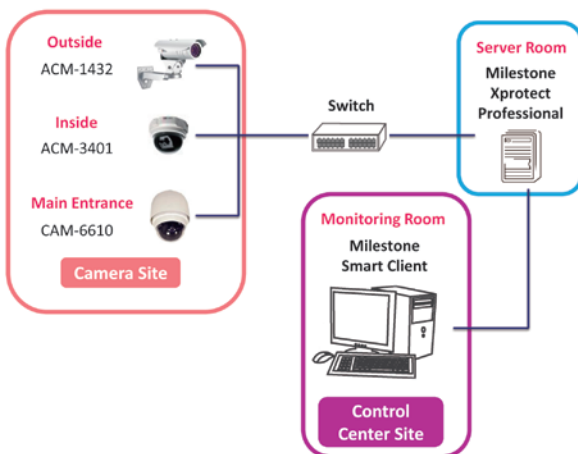 Outside
ACM-1432
Inside
ACM-3401
Main Entrance
CAM-6610
Camera Site
Switch
Server Room
Milestone
Xprotect
Professional
Monitoring Room
Milestone
Smart Client
Control
Center Site